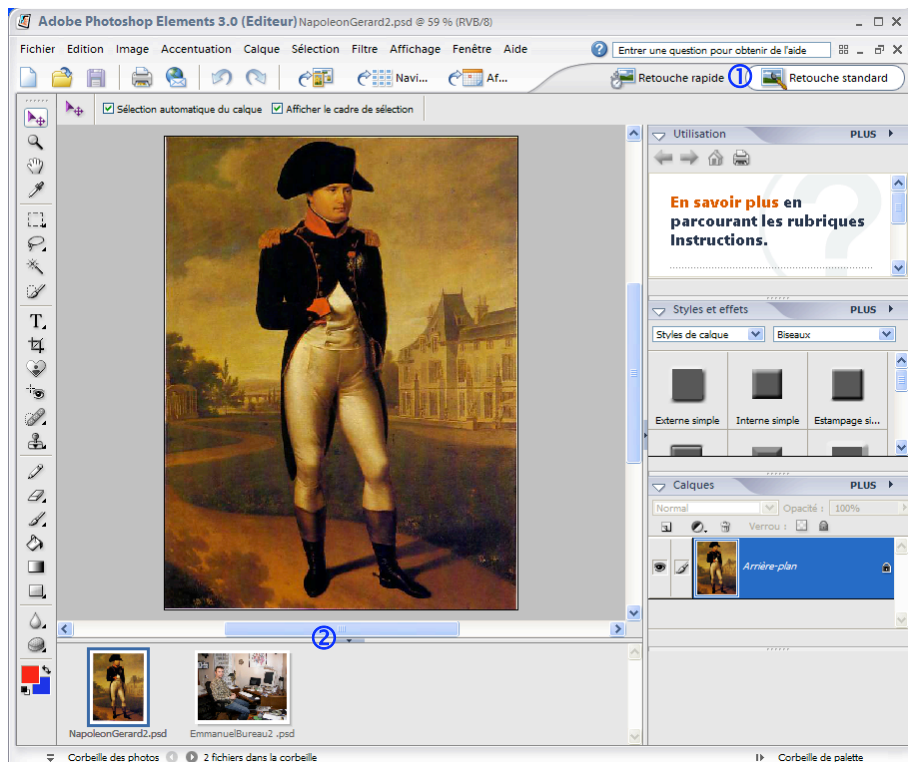 Adobe Photoshop Elements 3.0 (Editeur) NapoleonGerard2.psd @ 59 % (RVB/8)
Fichier Edition Image Accentuation Calque Sélection Filtre Affichage Fenêtre Aide
Entrer une question pour obtenir de l'aide
Navi... Af... Retouche rapide ① Retouche standard
Sélection automatique du calque Afficher le cadre de sélection
Utilisation PLUS
En savoir plus en
parcourant les rubriques
Instructions.
Styles et effets PLUS
Styles de calque Biseaux
Externe simple Interne simple Estampage si...
Calques PLUS
Normal Opacité : 100%
Verrou :
Arrière-plan
②
NapoleonGerard2.psd EmmanuelBureau2 .psd
Corbeille des photos 2 fichiers dans la corbeille Corbeille de palette